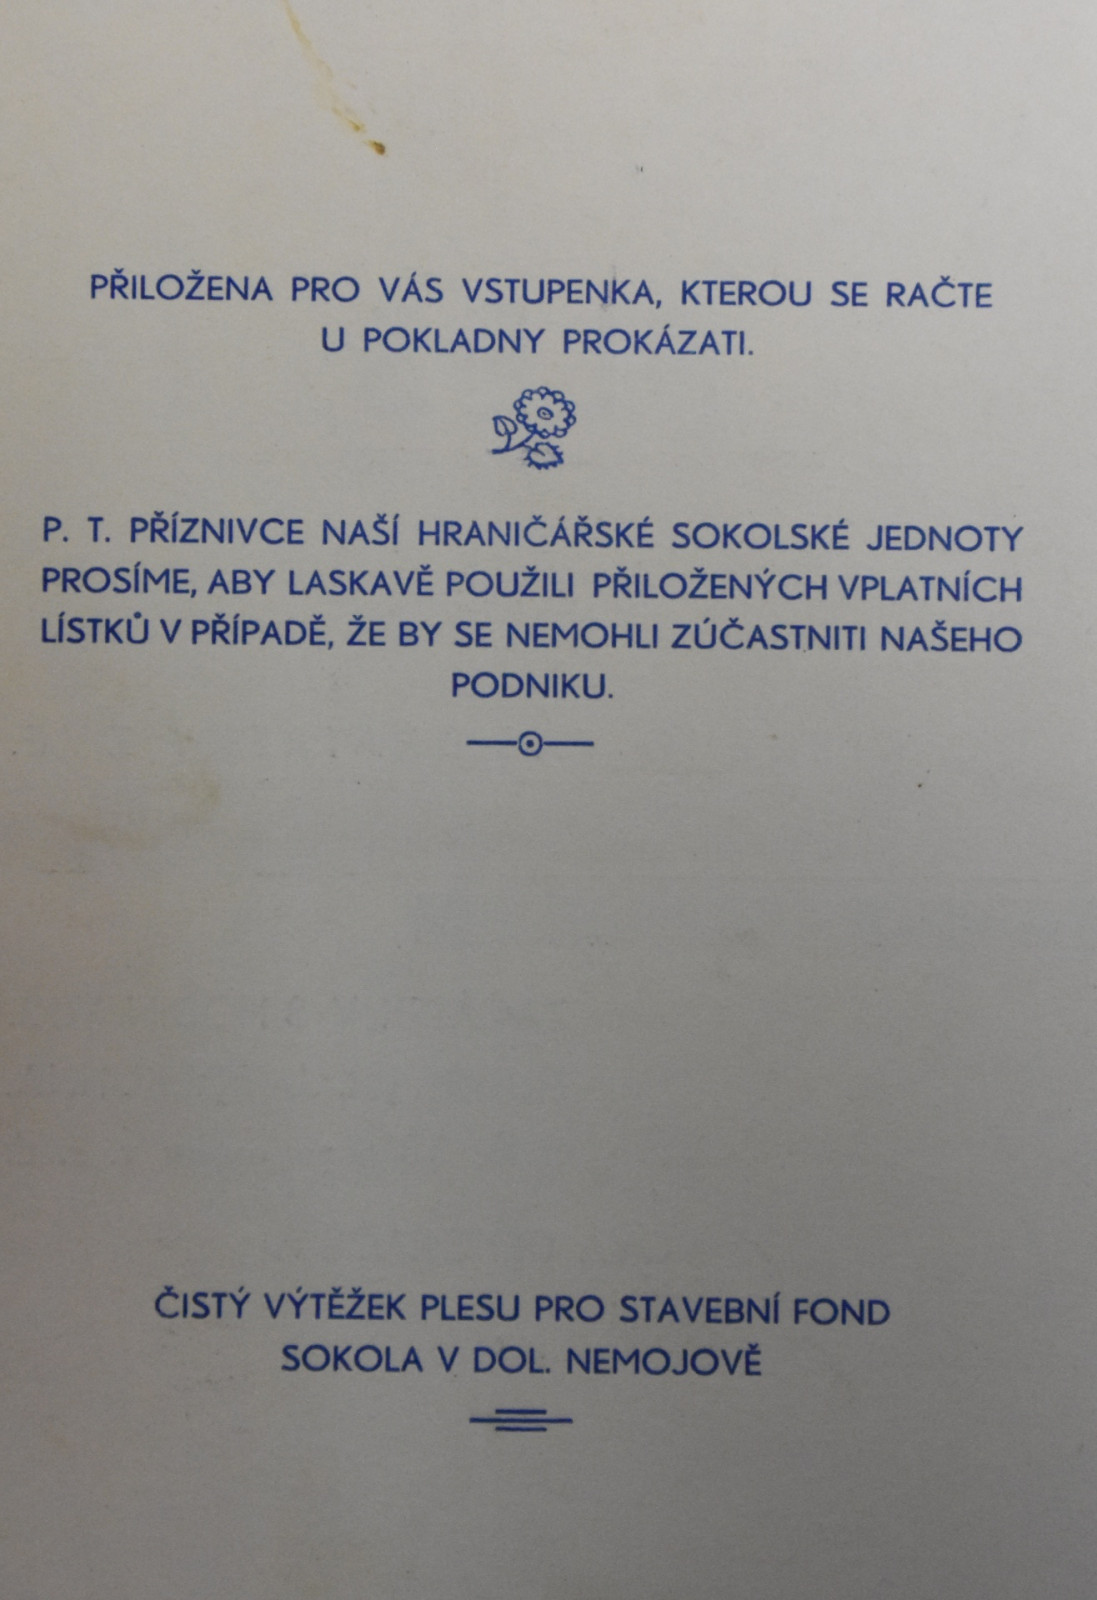 PŘILOŽENA PRO VÁS VSTUPENKA, KTEROU SE RAČTE
U POKLADNY PROKÁZATI.
P. T. PŘÍZNIVCE NAŠÍ HRANIČÁŘSKÉ SOKOLSKÉ JEDNOTY
PROSÍME, ABY LASKAVĚ POUŽILI PŘILOŽENÝCH VPLATNÍCH
LÍSTKŮ V PŘÍPADĚ, ŽE BY SE NEMOHLI ZÚČASTNITI NAŠEHO
PODNIKU.
ČISTÝ VÝTĚŽEK PLESU PRO STAVEBNÍ FOND
SOKOLA V DOL. NEMOJOVĚ